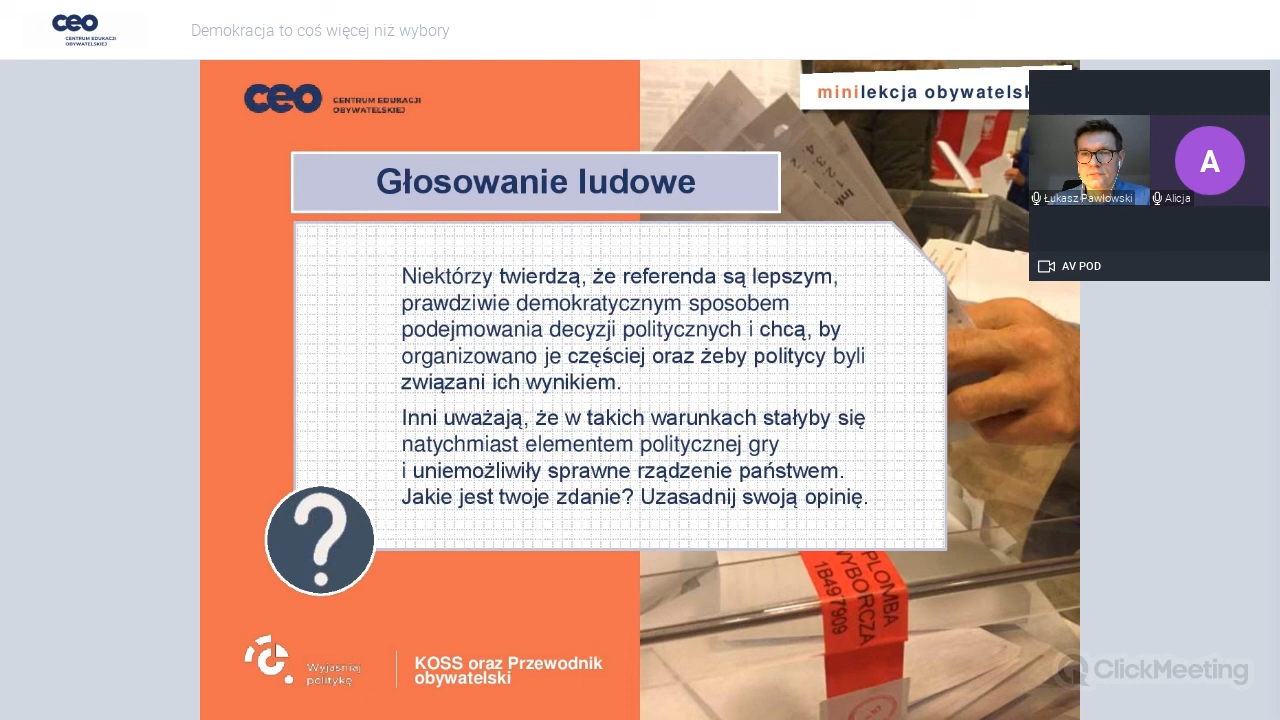 ceo
CENTRUM EDUKACJI
OBYWATELSKIEJ
Demokracja to coś więcej niż wybory
ceo
CENTRUM EDUKACJI
OBYWATELSKIEJ
minilekcja obywatelsk
Głosowanie ludowe
Niektórzy twierdzą, że referenda są lepszym,
prawdziwie demokratycznym sposobem
podejmowania decyzji politycznych i chcą, by
organizowano je częściej oraz żeby politycy byli
związani ich wynikiem.
Inni uważają, że w takich warunkach stałyby się
natychmiast elementem politycznej gry
i uniemożliwiły sprawne rządzenie państwem.
Jakie jest twoje zdanie? Uzasadnij swoją opinię.
?
A
Łukasz Pawłowski
Alicja
AV POD
PLOMBA
WYBORCZA
1B497909
Wyjaśniaj
politykę
KOSS oraz Przewodnik
obywatelski
ClickMeeting